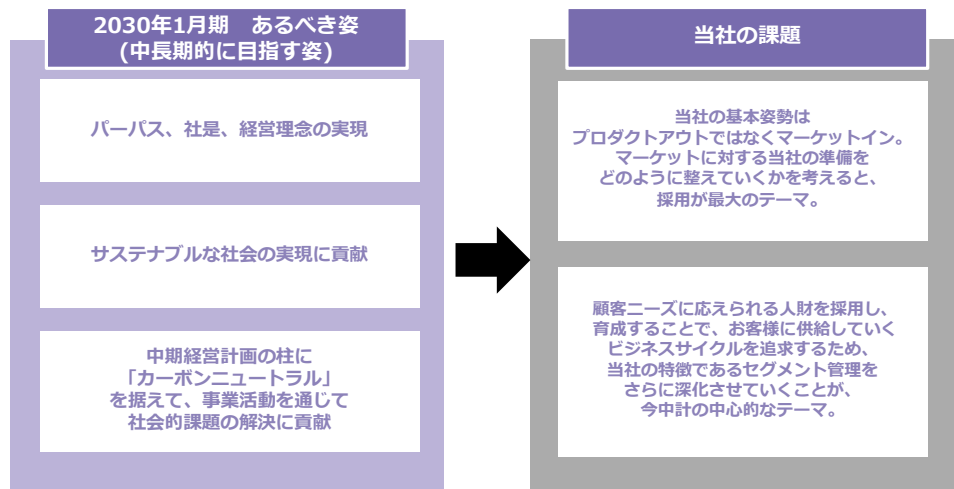 2030年1月期　あるべき姿
(中長期的に目指す姿)
パーパス、社是、経営理念の実現
サステナブルな社会の実現に貢献
中期経営計画の柱に
「カーボンニュートラル」
を据えて、事業活動を通じて
社会的課題の解決に貢献
当社の課題
当社の基本姿勢は
プロダクトアウトではなくマーケットイン。
マーケットに対する当社の準備を
どのように整えていくかを考えると、
採用が最大のテーマ。
顧客ニーズに応えられる人財を採用し、
育成することで、お客様に供給していく
ビジネスサイクルを追求するため、
当社の特徴であるセグメント管理を
さらに深化させていくことが、
今中計の中心的なテーマ。